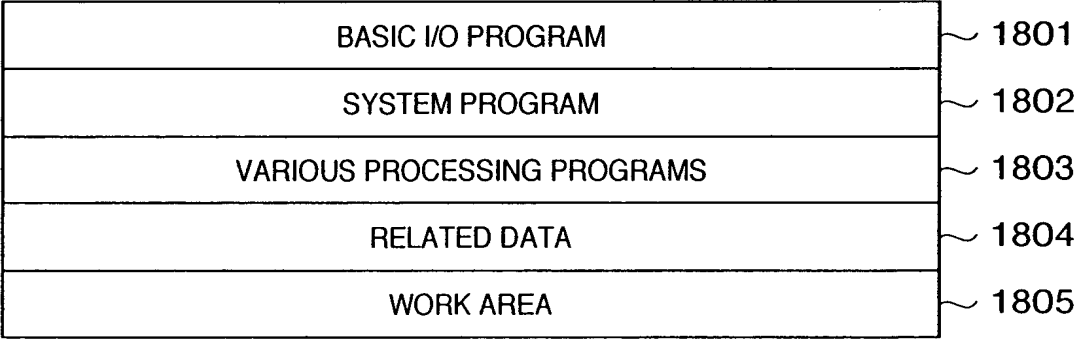 BASIC I/O PROGRAM 1801
SYSTEM PROGRAM 1802
VARIOUS PROCESSING PROGRAMS 1803
RELATED DATA 1804
WORK AREA 1805